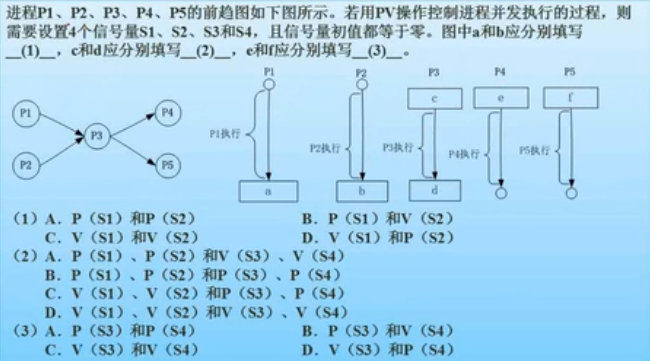 进程P1、P2、P3、P4、P5的前趋图如下图所示。若用PV操作控制进程并发执行的过程，则
需要设置4个信号量S1、S2、S3和S4，且信号量初值都等于零。图中a和b应分别填写
__(1)__，c和d应分别填写__(2)__，e和f应分别填写__(3)__。
P1 P2 P3 P4 P5
c e f
P1 P4
P3
P1执行 P2执行 P3执行 P4执行 P5执行
P2 P5
a b d
（1）A. P（S1）和P（S2） B. P（S1）和V（S2）
C. V（S1）和V（S2） D. V（S1）和P（S2）
（2）A. P（S1）、P（S2）和V（S3）、V（S4）
B. P（S1）、P（S2）和P（S3）、P（S4）
C. V（S1）、V（S2）和P（S3）、P（S4）
D. V（S1）、V（S2）和V（S3）、V（S4）
（3）A. P（S3）和P（S4） B. P（S3）和V（S4）
C. V（S3）和V（S4） D. V（S3）和P（S4）